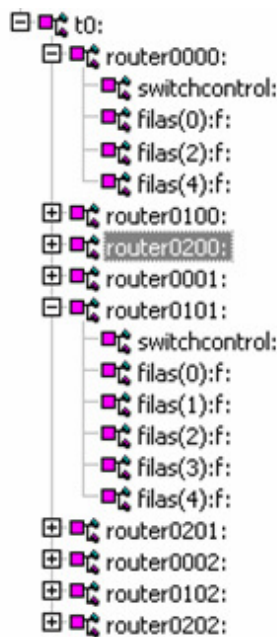 t0:
router0000:
switchcontrol:
filas(0):f:
filas(2):f:
filas(4):f:
router0100:
router0200:
router0001:
router0101:
switchcontrol:
filas(0):f:
filas(1):f:
filas(2):f:
filas(3):f:
filas(4):f:
router0201:
router0002:
router0102:
router0202: